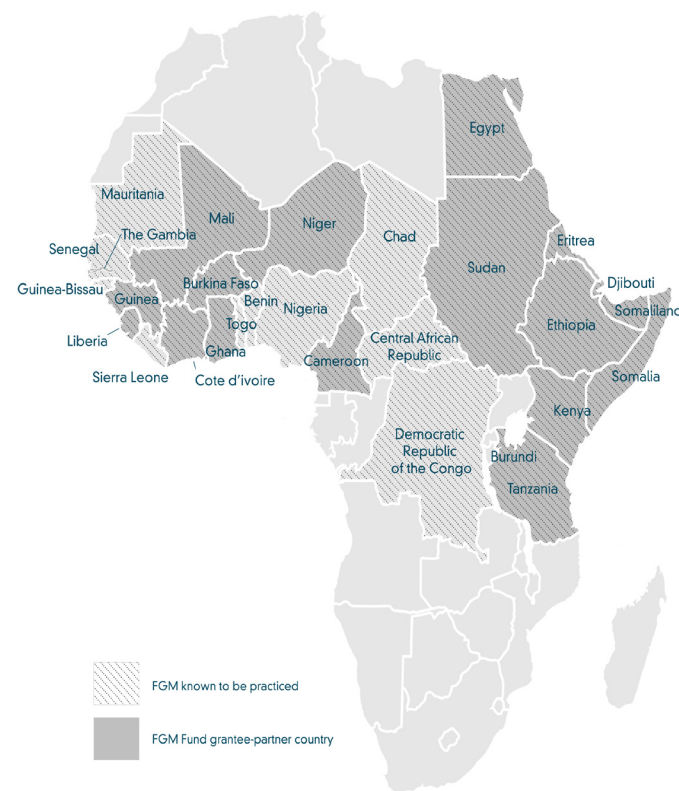 Egypt
Mauritania
Mali
Niger
Chad
Sudan
Eritrea
The Gambia
Senegal
Guinea-Bissau
Guinea
Burkina Faso
Benin
Nigeria
Djibouti
Somaliland
Ethiopia
Togo
Liberia
Ghana
Cameroon
Central African
Republic
Sierra Leone
Cote d'ivoire
Somalia
Kenya
Democratic
Republic
of the Congo
Burundi
Tanzania
FGM known to be practiced
FGM Fund grantee-partner country